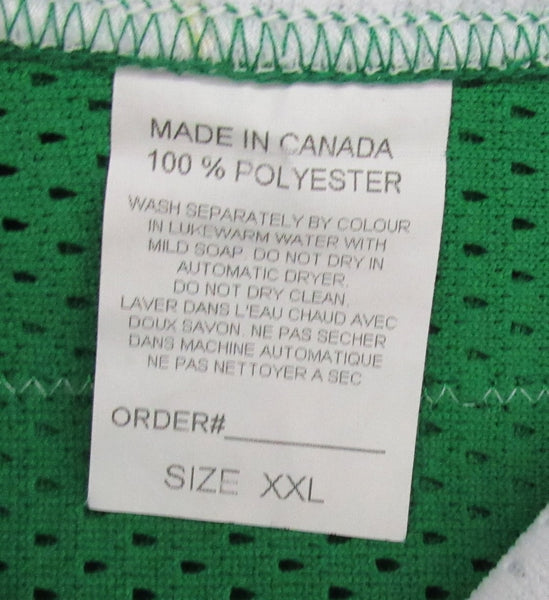 MADE IN CANADA
100 % POLYESTER
WASH SEPARATELY BY COLOUR
IN LUKEWARM WATER WITH
MILD SOAP. DO NOT DRY IN
AUTOMATIC DRYER.
DO NOT DRY CLEAN.
LAVER DANS L'EAU CHAUD AVEC
DOUX SAVON. NE PAS SECHER
DANS MACHINE AUTOMATIQUE
NE PAS NETTOYER A SEC
ORDER#_______________
SIZE XXL